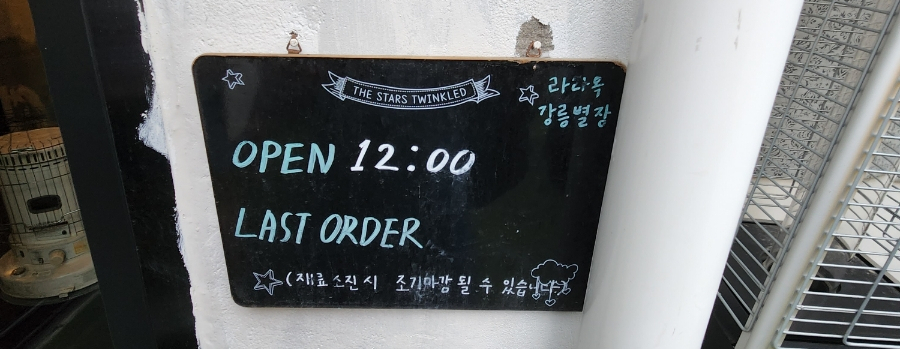 THE STARS TWINKLED
라라옥
강릉별장
OPEN 12:00
LAST ORDER
(재료소진시 조기마감 될 수 있습니다.)